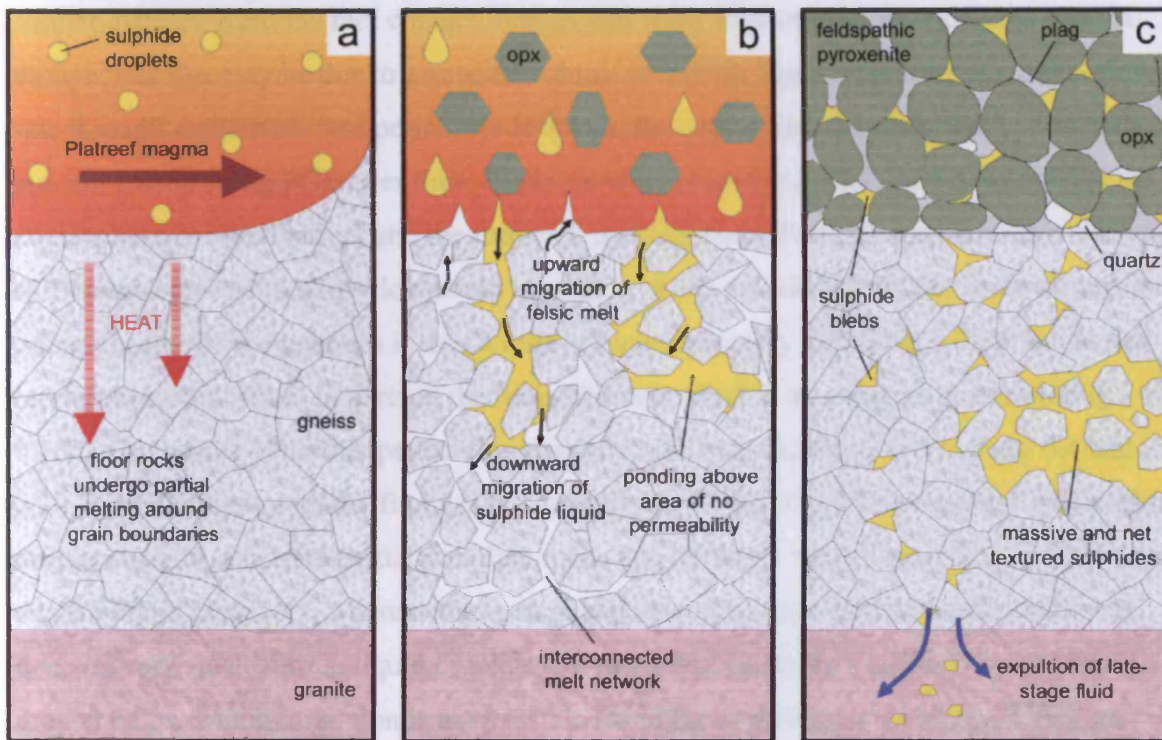 a
sulphide
droplets
Platreef magma
HEAT
gneiss
floor rocks
undergo partial
melting around
grain boundaries
granite
b
opx
upward
migration of
felsic melt
downward
migration of
sulphide liquid
ponding above
area of no
permeability
interconnected
melt network
c
feldspathic
pyroxenite
plag
opx
quartz
sulphide
blebs
massive and net
textured sulphides
expultion of late-
stage fluid